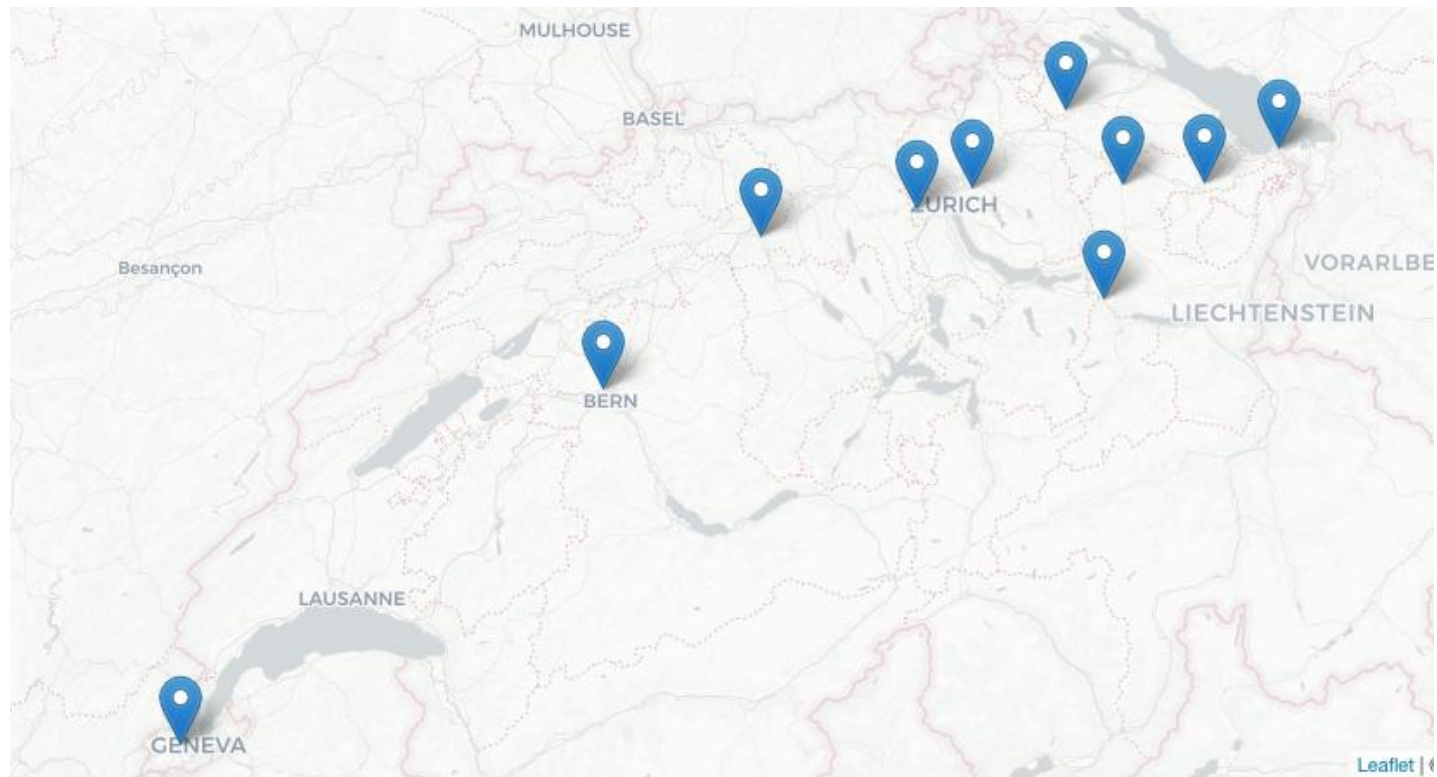 MULHOUSE
BASEL
ZURICH
Besançon
VORARLBE
LIECHTENSTEIN
BERN
LAUSANNE
GENEVA
Leaflet | ©